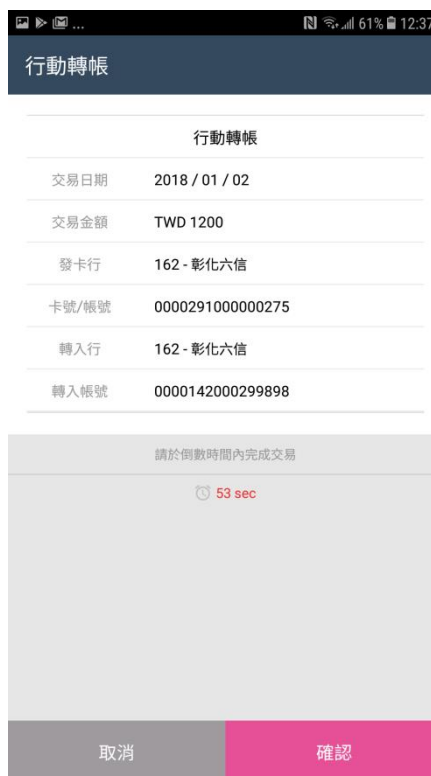 ... 61% 12:37
行動轉帳
行動轉帳
交易日期 2018 / 01 / 02
交易金額 TWD 1200
發卡行 162 - 彰化六信
卡號/帳號 0000291000000275
轉入行 162 - 彰化六信
轉入帳號 0000142000299898
請於倒數時間內完成交易
53 sec
取消 確認